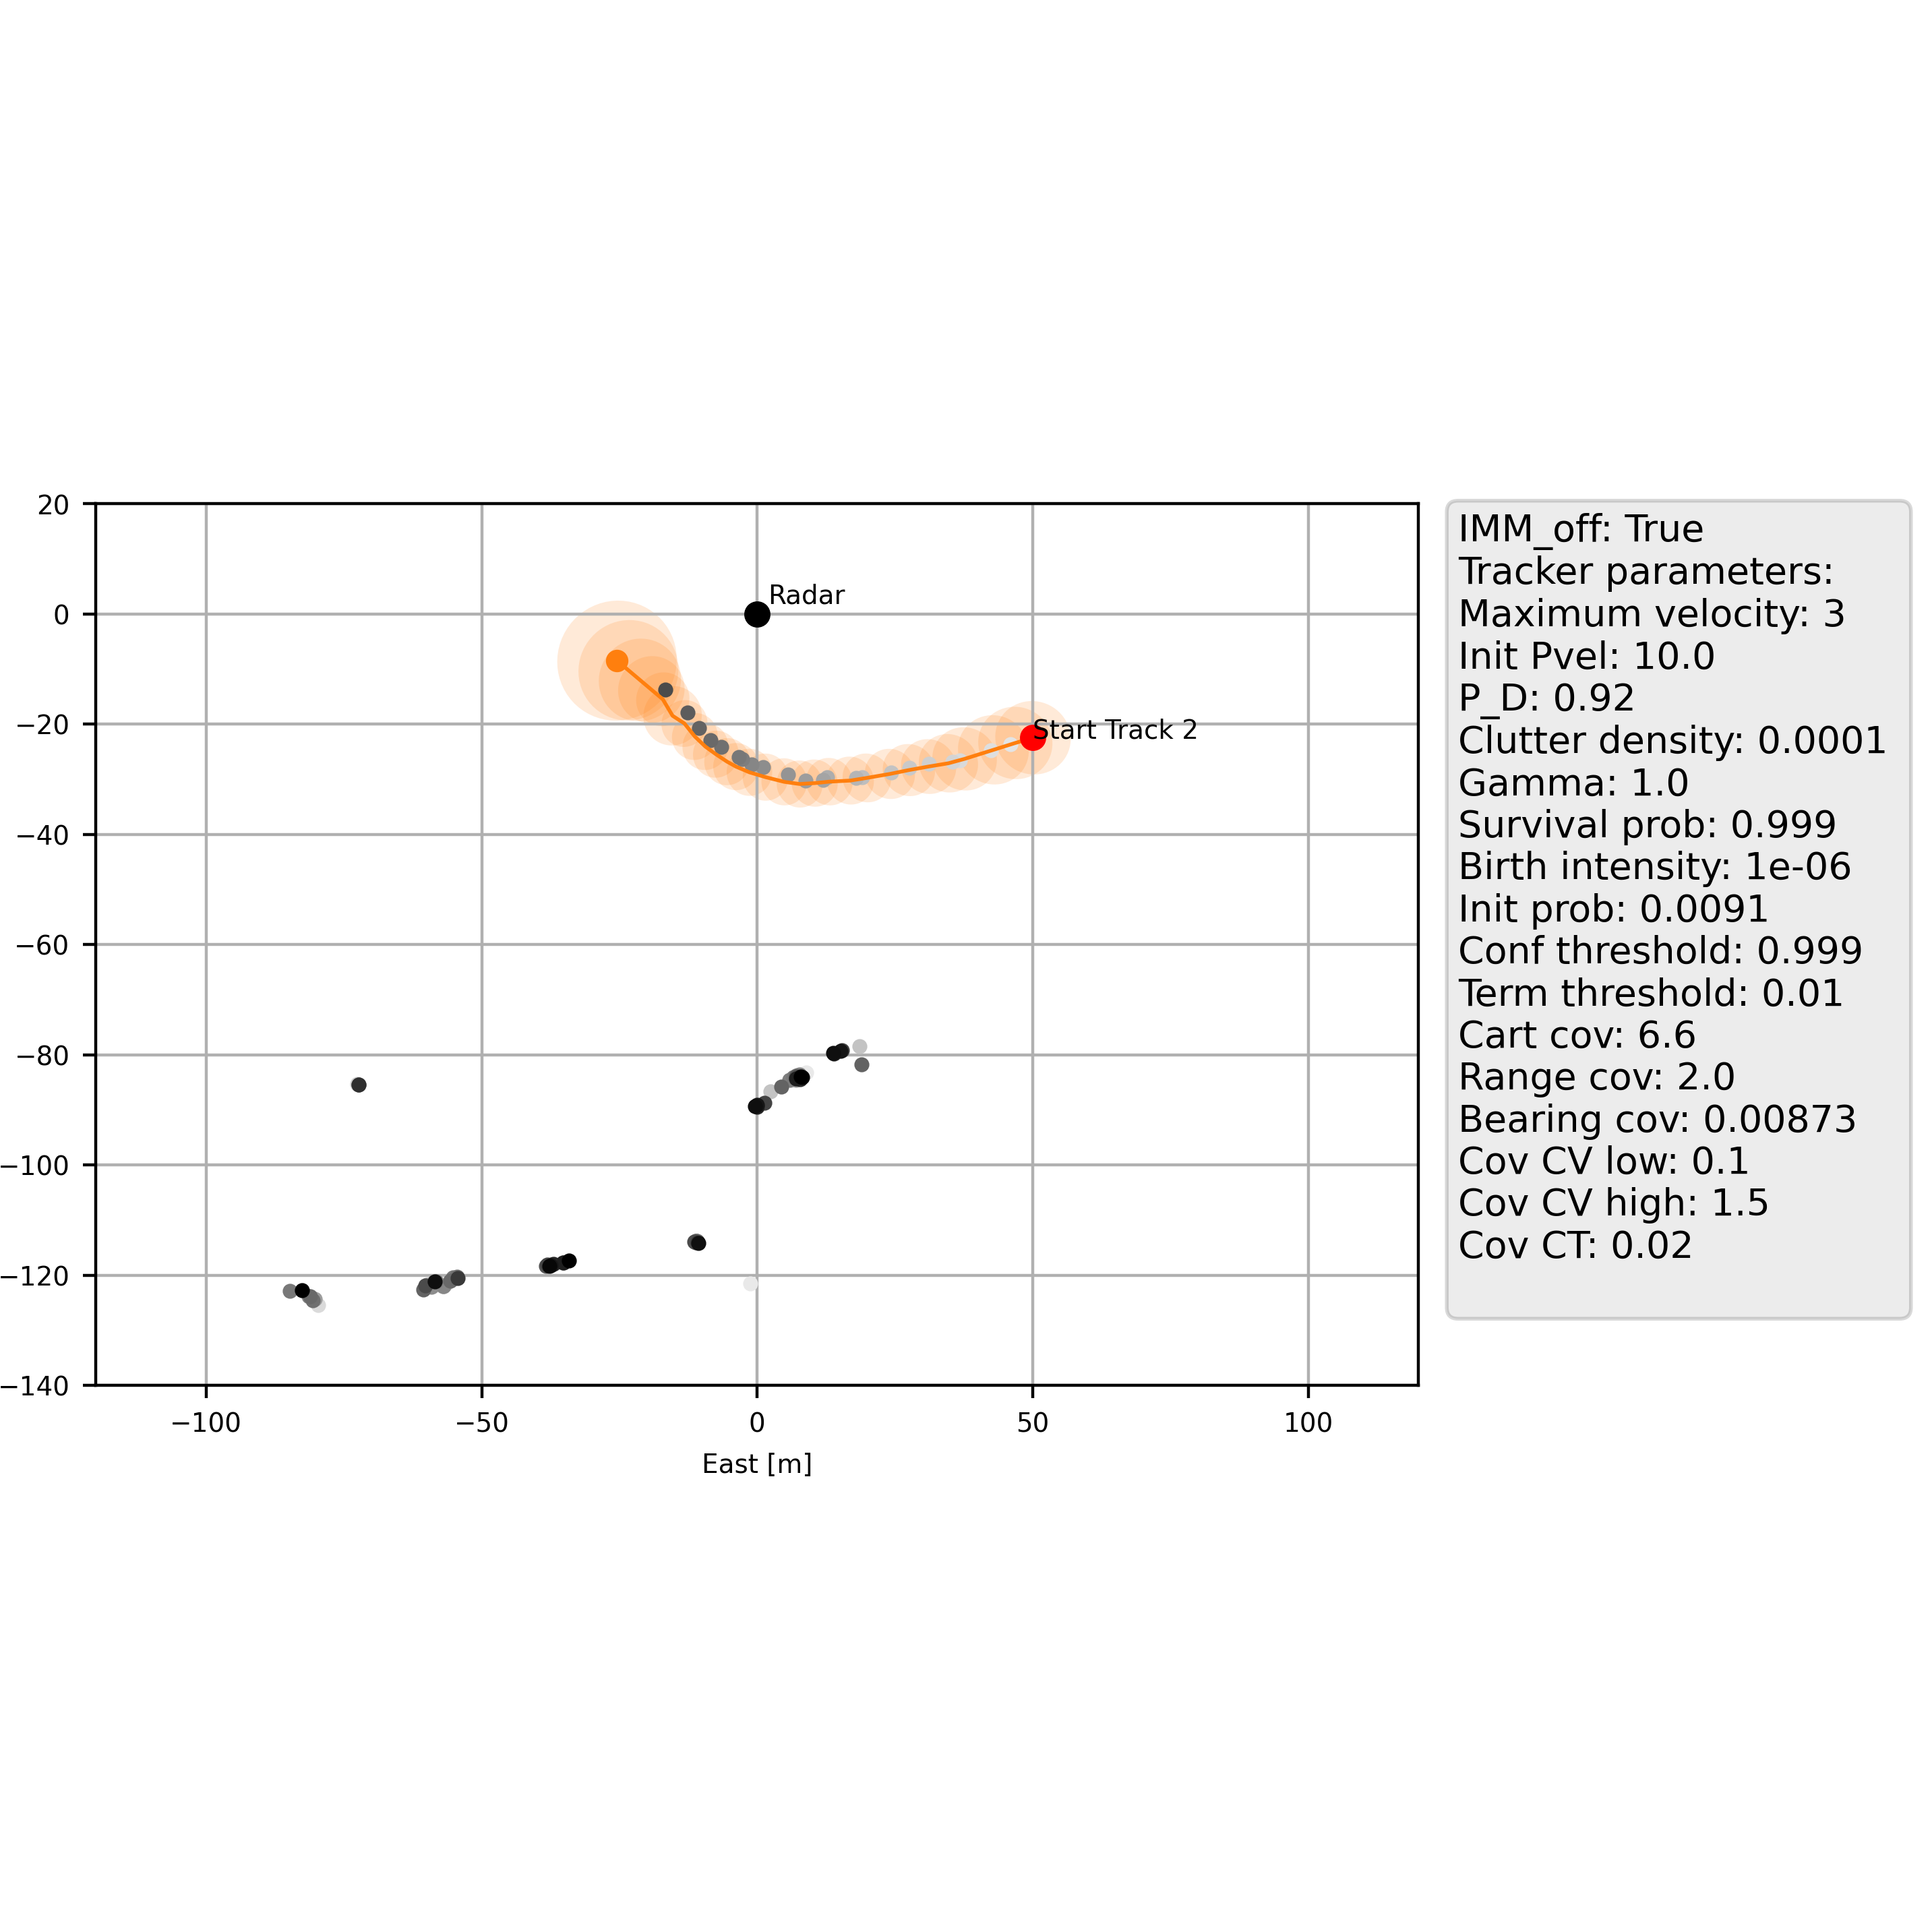 20
0
−20
−40
−60
−80
−100
−120
−140
−100
−50
0
50
100
East [m]
Radar
Start Track 2
IMM_off: True
Tracker parameters:
Maximum velocity: 3
Init Pvel: 10.0
P_D: 0.92
Clutter density: 0.0001
Gamma: 1.0
Survival prob: 0.999
Birth intensity: 1e-06
Init prob: 0.0091
Conf threshold: 0.999
Term threshold: 0.01
Cart cov: 6.6
Range cov: 2.0
Bearing cov: 0.00873
Cov CV low: 0.1
Cov CV high: 1.5
Cov CT: 0.02